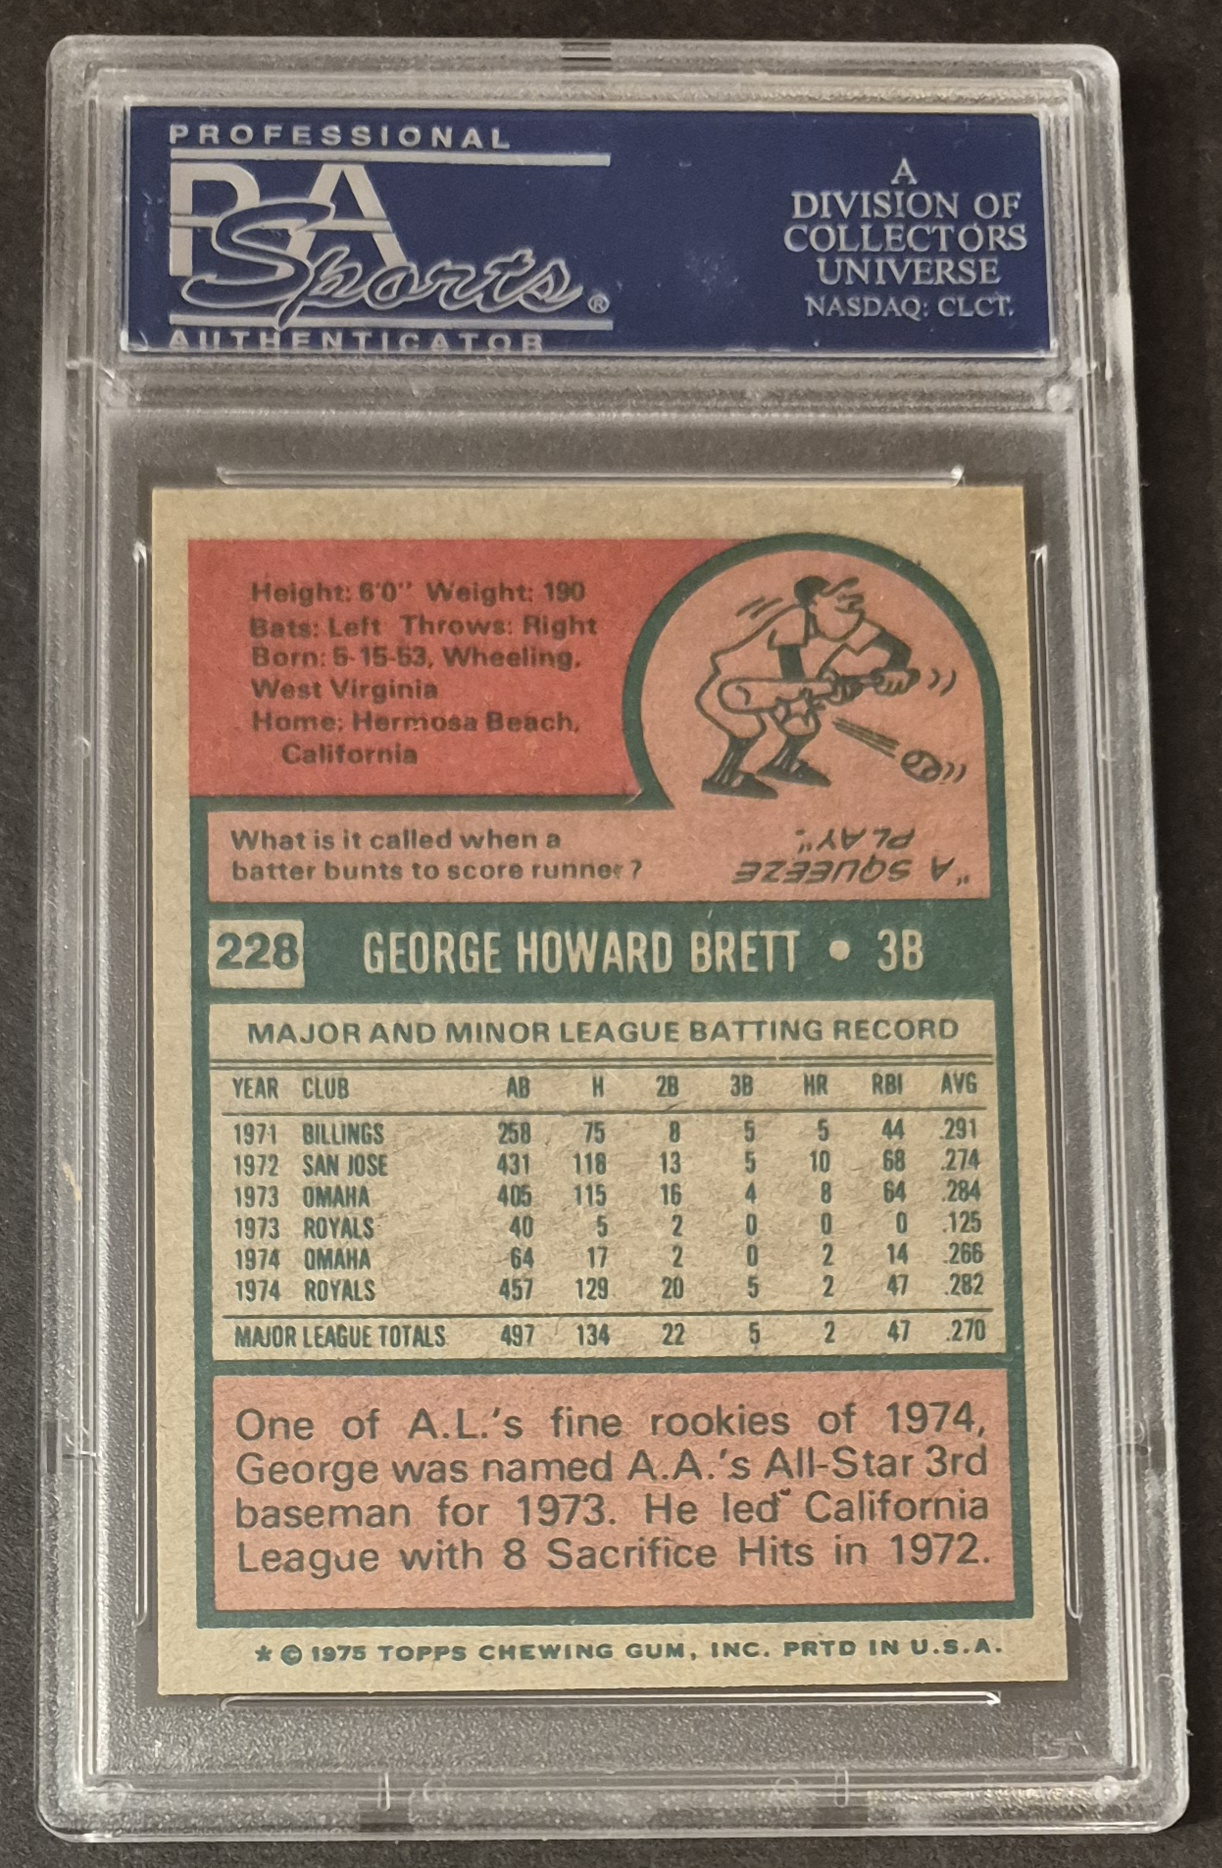 PROFESSIONAL
PSA
Sports®
AUTHENTICATOR
A
DIVISION OF
COLLECTORS
UNIVERSE
NASDAQ: CLCT.
Height: 6'0" Weight: 190
Bats: Left Throws: Right
Born: 5-15-53, Wheeling,
West Virginia
Home: Hermosa Beach,
California
What is it called when a
batter bunts to score runner?
"A SQUEEZE
PLAY".
228 GEORGE HOWARD BRETT • 3B
MAJOR AND MINOR LEAGUE BATTING RECORD
YEAR CLUB AB H 2B 3B HR RBI AVG
1971 BILLINGS 258 75 8 5 5 44 .291
1972 SAN JOSE 431 118 13 5 10 68 .274
1973 OMAHA 405 115 16 4 8 64 .284
1973 ROYALS 40 5 2 0 0 0 .125
1974 OMAHA 64 17 2 0 2 14 .266
1974 ROYALS 457 129 20 5 2 47 .282
MAJOR LEAGUE TOTALS 497 134 22 5 2 47 .270
One of A.L.'s fine rookies of 1974,
George was named A.A.'s All-Star 3rd
baseman for 1973. He led California
League with 8 Sacrifice Hits in 1972.
* © 1975 TOPPS CHEWING GUM, INC. PRTD IN U.S.A.